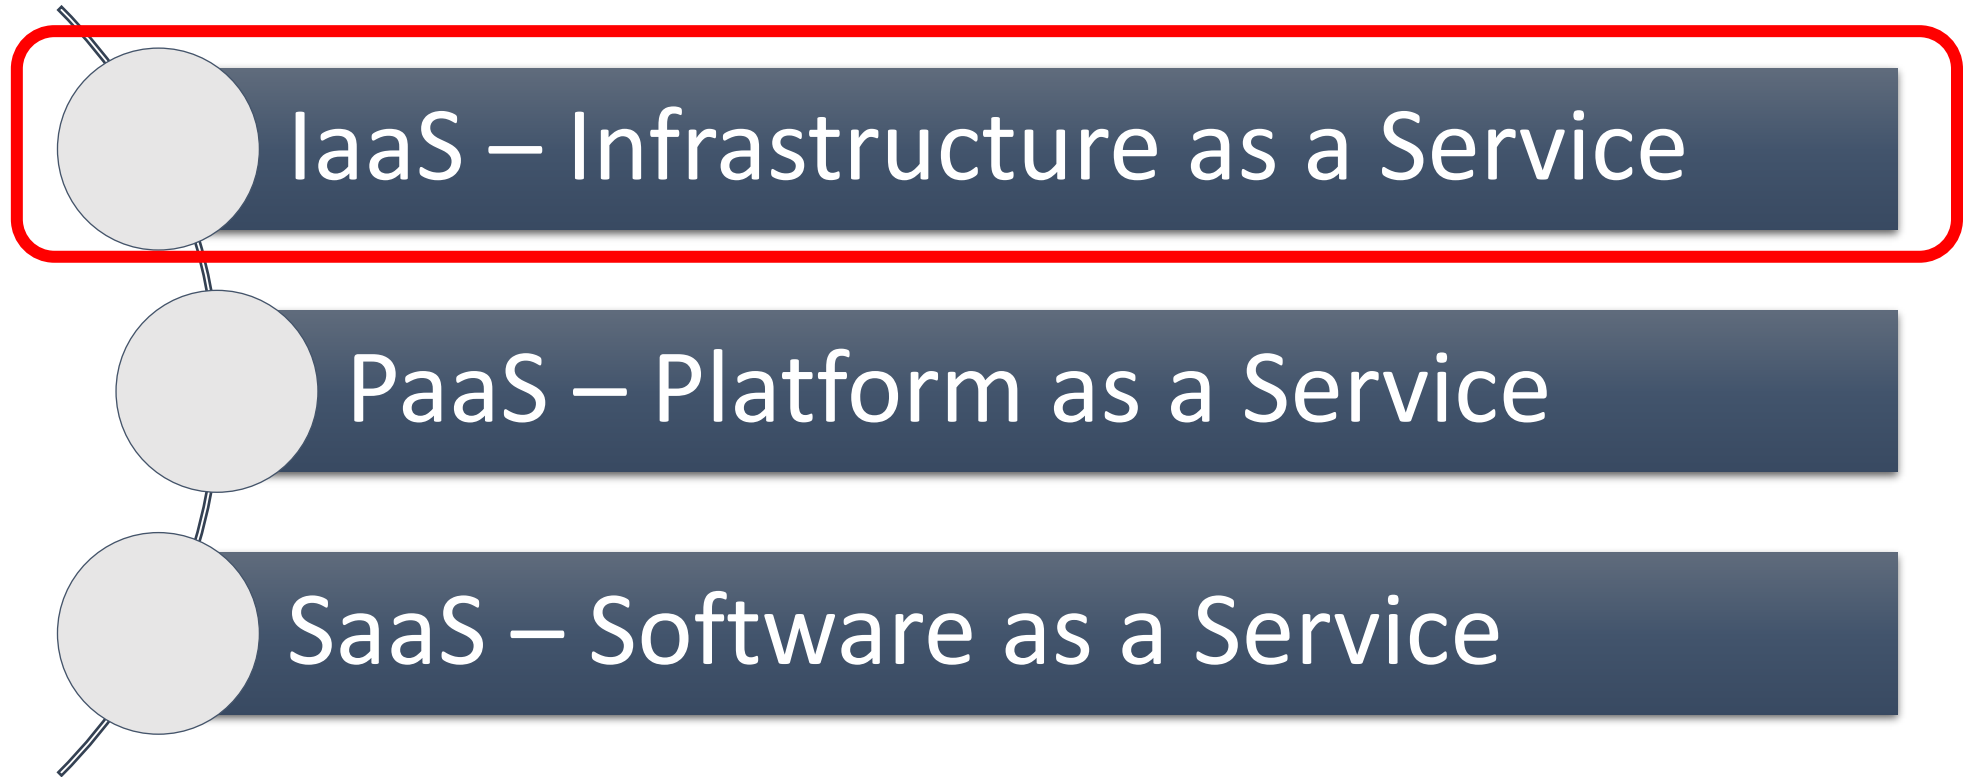 IaaS – Infrastructure as a Service
PaaS – Platform as a Service
SaaS – Software as a Service